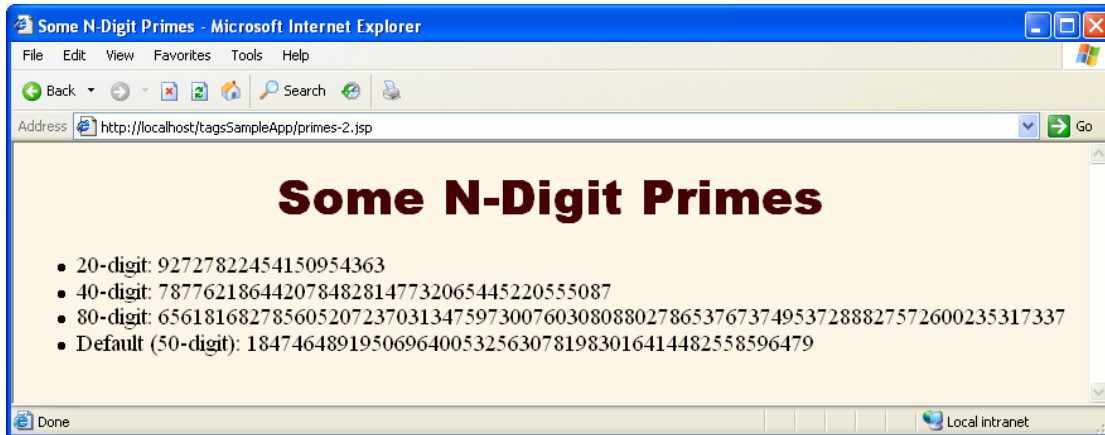 Some N-Digit Primes - Microsoft Internet Explorer
File Edit View Favorites Tools Help
Back Search
Address http://localhost/tagsSampleApp/primes-2.jsp Go
Some N-Digit Primes
20-digit: 92727822454150954363
40-digit: 7877621864420784828147732065445220555087
80-digit: 65618168278560520723703134759730076030808802786537673749537288827572600235317337
Default (50-digit): 18474648919506964005325630781983016414482558596479
Done Local intranet